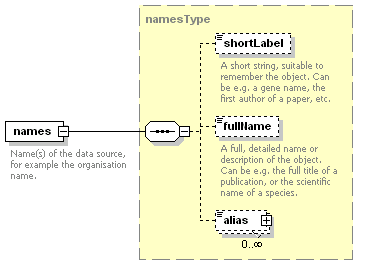 namesType
shortLabel
A short string, suitable to
remember the object. Can
be e.g. a gene name, the
first author of a paper, etc.
names
Name(s) of the data source,
for example the organisation
name.
fullName
A full, detailed name or
description of the object.
Can be e.g. the full title of a
publication, or the scientific
name of a species.
alias
0..∞